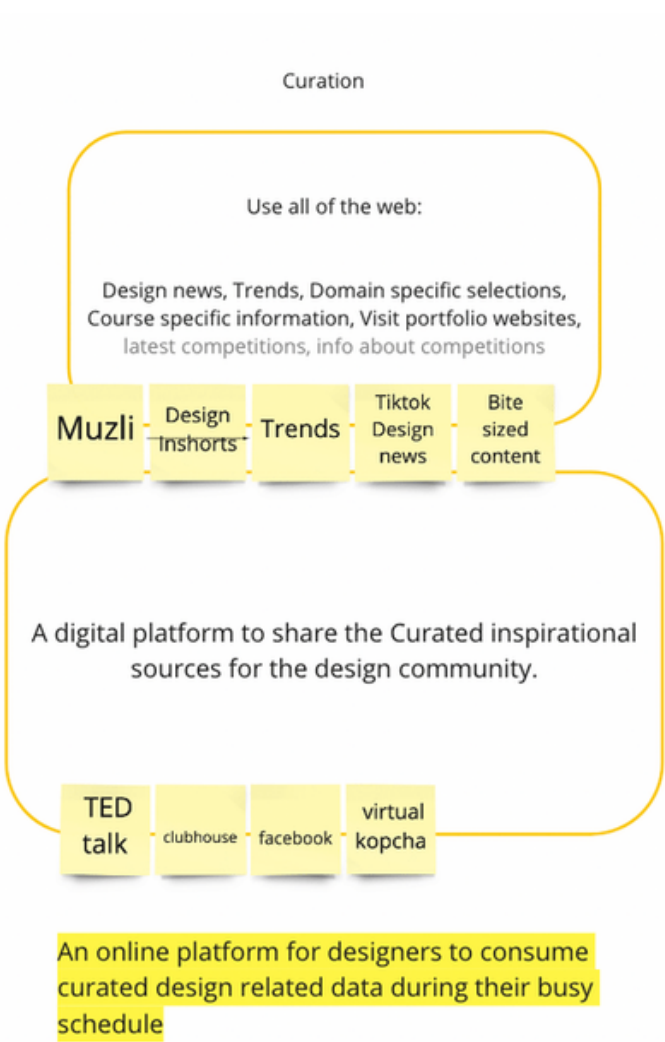 Curation
Use all of the web:
Design news, Trends, Domain specific selections,
Course specific information, Visit portfolio websites,
latest competitions, info about competitions
Muzli
Design
Inshorts
Trends
Tiktok
Design
news
Bite
sized
content
A digital platform to share the Curated inspirational
sources for the design community.
TED
talk
clubhouse
facebook
virtual
kopcha
An online platform for designers to consume
curated design related data during their busy
schedule